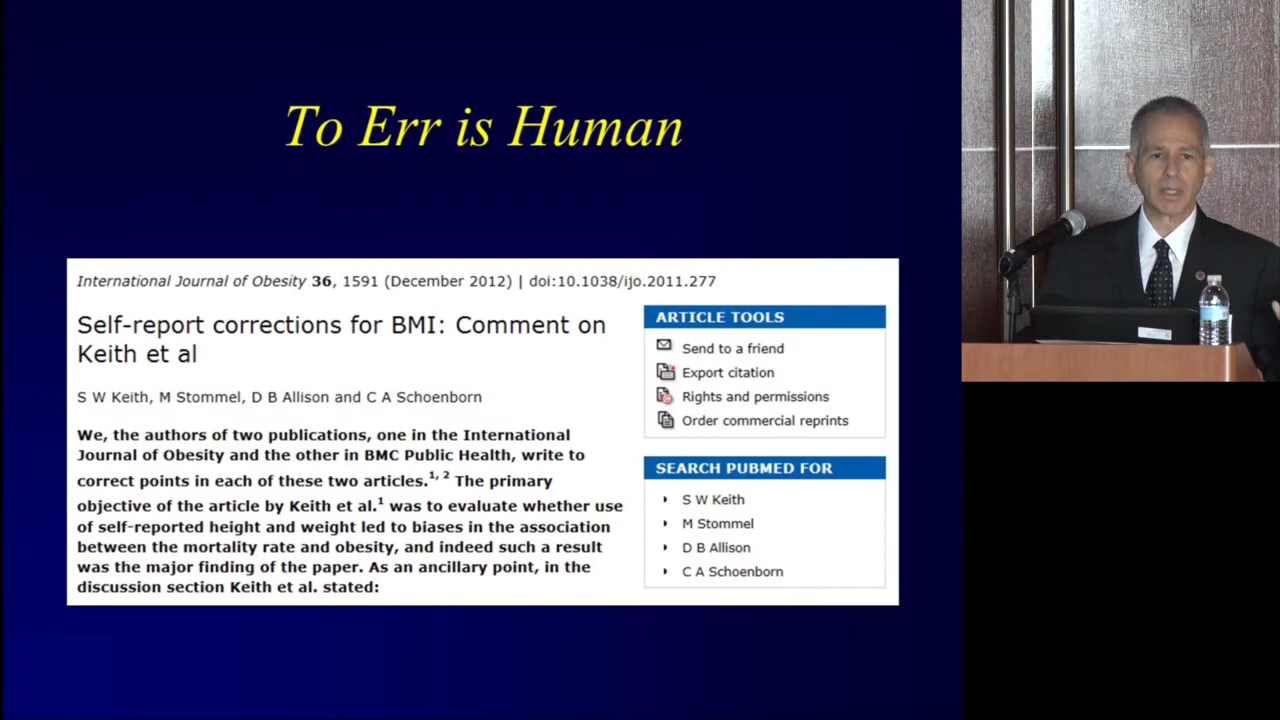 To Err is Human
International Journal of Obesity 36, 1591 (December 2012) | doi:10.1038/ijo.2011.277
Self-report corrections for BMI: Comment on
Keith et al
S W Keith, M Stommel, D B Allison and C A Schoenborn
We, the authors of two publications, one in the International
Journal of Obesity and the other in BMC Public Health, write to
correct points in each of these two articles.1, 2 The primary
objective of the article by Keith et al.1 was to evaluate whether use
of self-reported height and weight led to biases in the association
between the mortality rate and obesity, and indeed such a result
was the major finding of the paper. As an ancillary point, in the
discussion section Keith et al. stated:
ARTICLE TOOLS
Send to a friend
Export citation
Rights and permissions
Order commercial reprints
SEARCH PUBMED FOR
S W Keith
M Stommel
D B Allison
C A Schoenborn